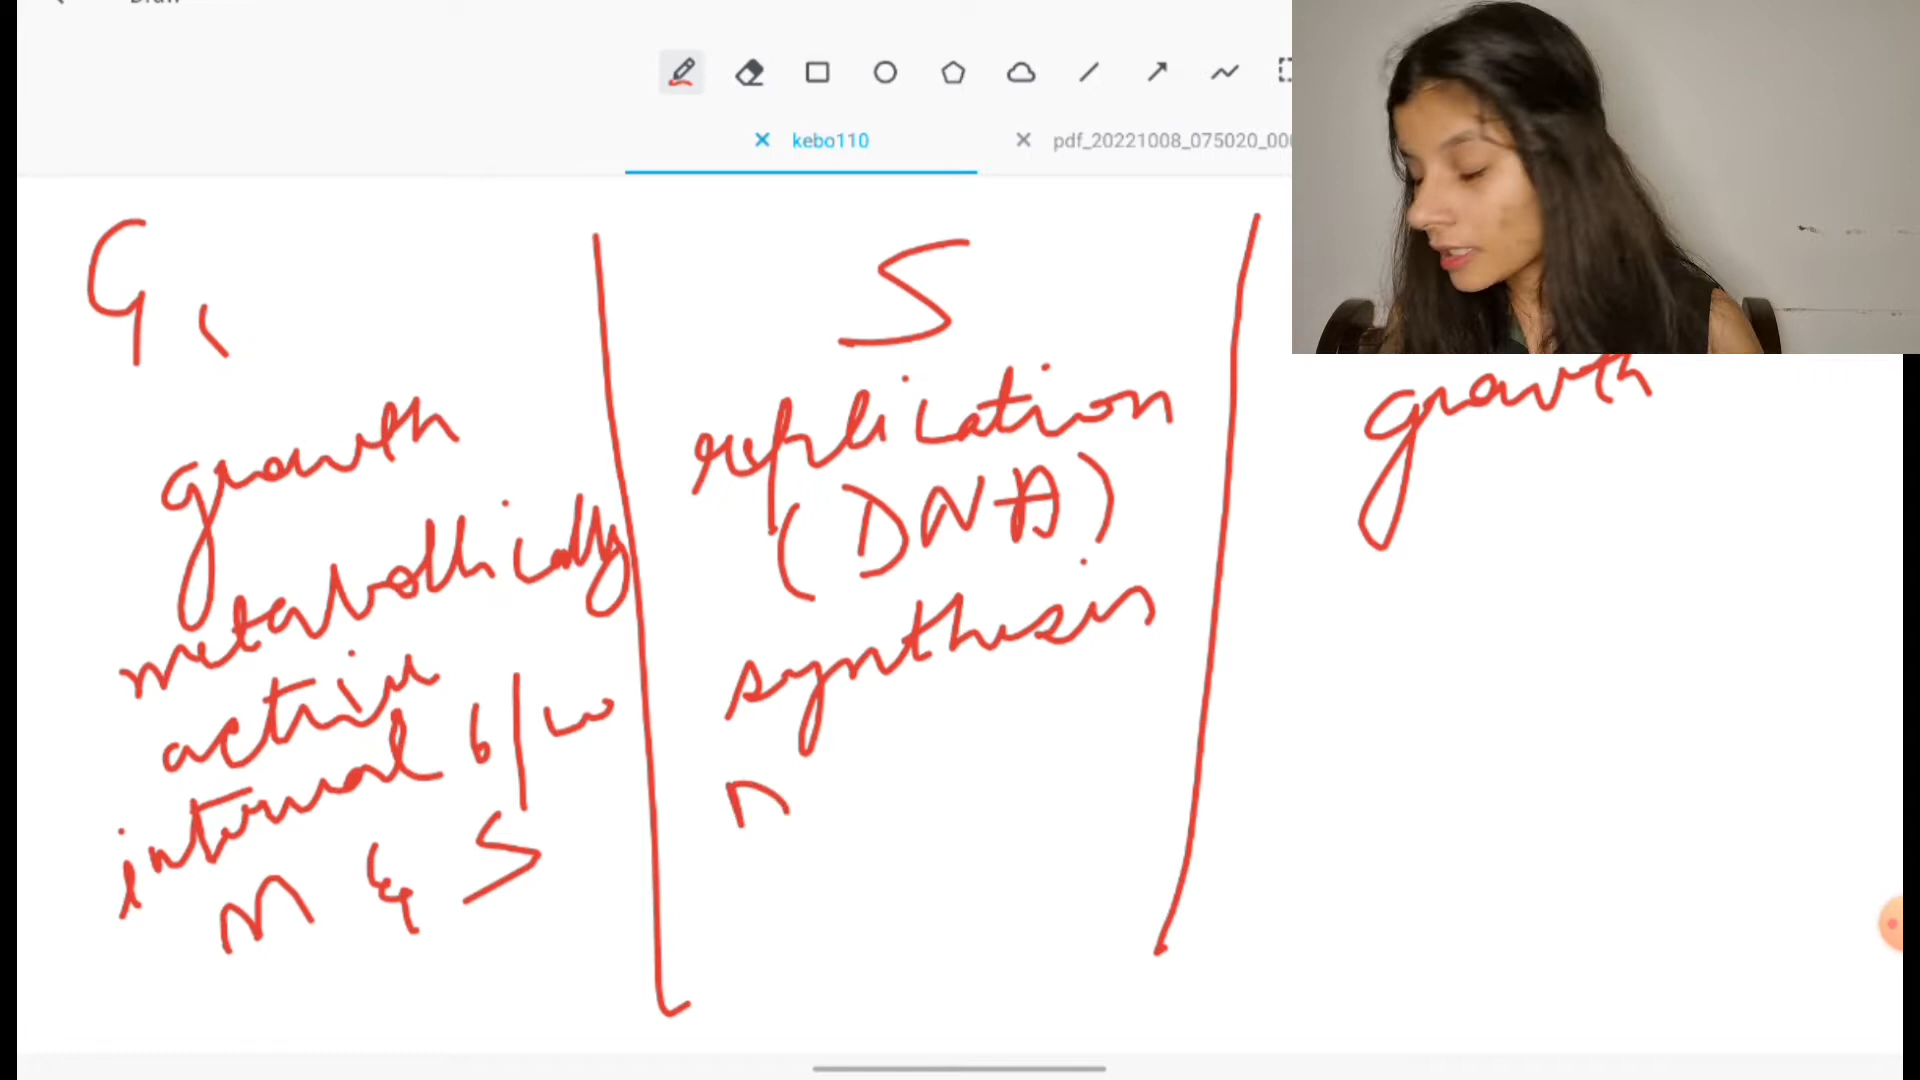 kebo110
pdf_20221008_075020_00
G1
growth
metabolically
active
interval b/w
M & S
S
replication
(DNA)
synthesis
growth